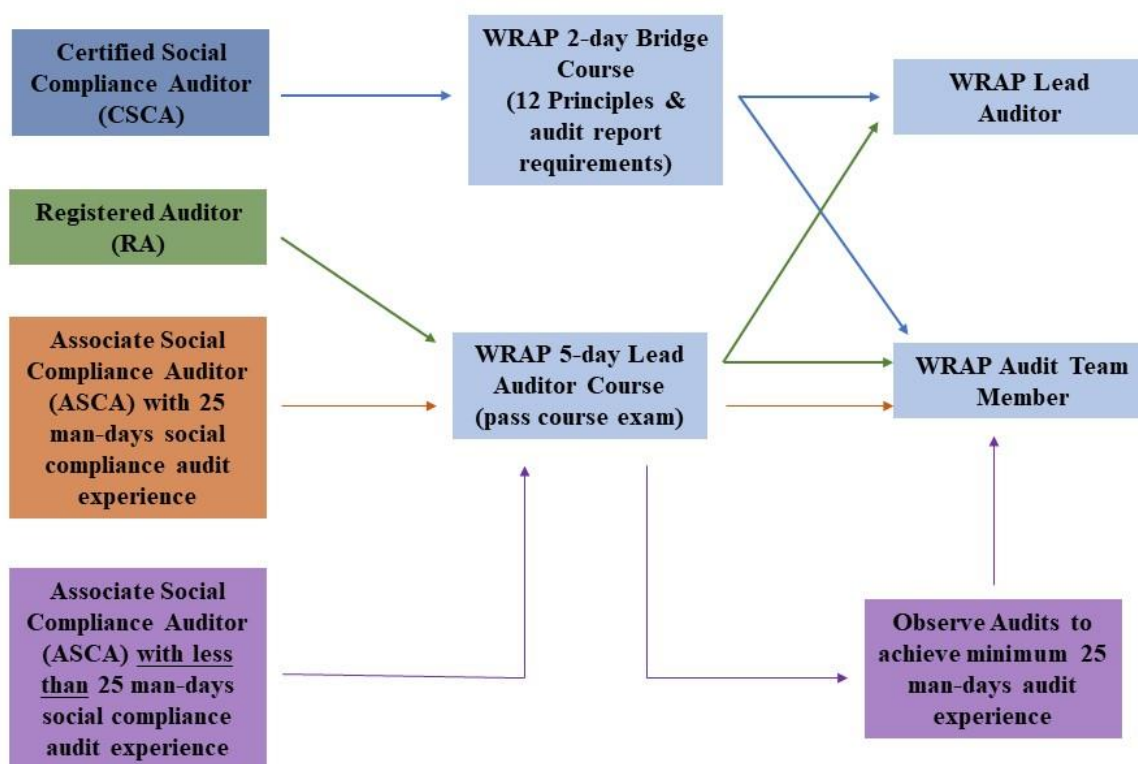 Certified Social
Compliance Auditor
(CSCA)
WRAP 2-day Bridge
Course
(12 Principles &
audit report
requirements)
WRAP Lead
Auditor
Registered Auditor
(RA)
Associate Social
Compliance Auditor
(ASCA) with 25
man-days social
compliance audit
experience
WRAP 5-day Lead
Auditor Course
(pass course exam)
WRAP Audit Team
Member
Associate Social
Compliance Auditor
(ASCA) with less
than 25 man-days
social compliance
audit experience
Observe Audits to
achieve minimum 25
man-days audit
experience